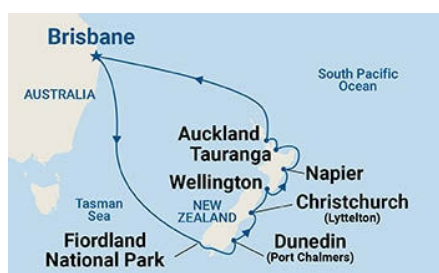 Brisbane
South Pacific
Ocean
AUSTRALIA
Auckland
Tauranga
Napier
Wellington
Christchurch
(Lyttelton)
Tasman
Sea
NEW
ZEALAND
Fiordland
National Park
Dunedin
(Port Chalmers)